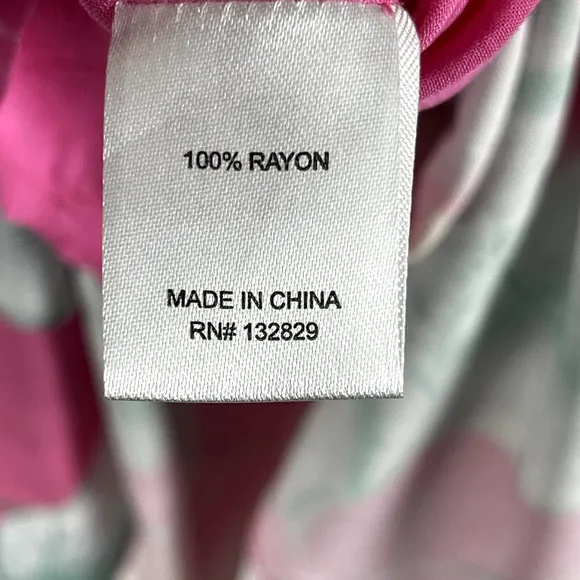 100% RAYON
MADE IN CHINA
RN# 132829